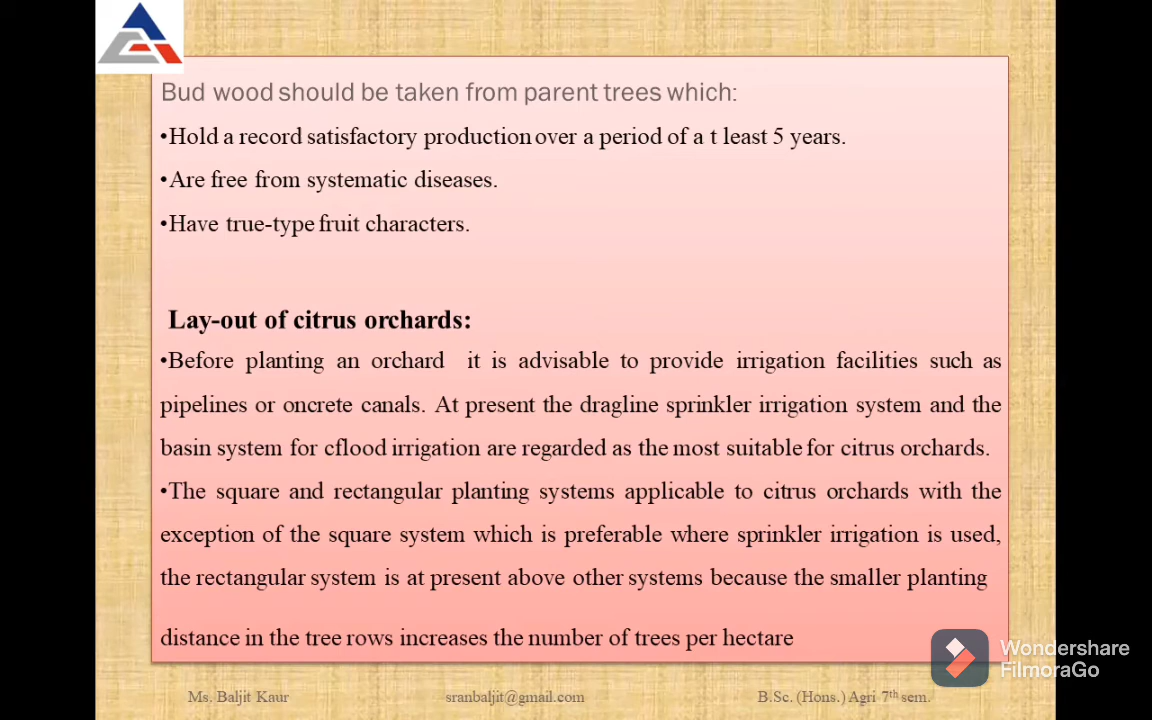 Bud wood should be taken from parent trees which:
•Hold a record satisfactory production over a period of a t least 5 years.
•Are free from systematic diseases.
•Have true-type fruit characters.
Lay-out of citrus orchards:
•Before planting an orchard it is advisable to provide irrigation facilities such as
pipelines or oncrete canals. At present the dragline sprinkler irrigation system and the
basin system for cflood irrigation are regarded as the most suitable for citrus orchards.
•The square and rectangular planting systems applicable to citrus orchards with the
exception of the square system which is preferable where sprinkler irrigation is used,
the rectangular system is at present above other systems because the smaller planting
distance in the tree rows increases the number of trees per hectare
Wondershare
FilmoraGo
Ms. Baljit Kaur sranbaljit@gmail.com B.Sc. (Hons.) Agri 7th sem.